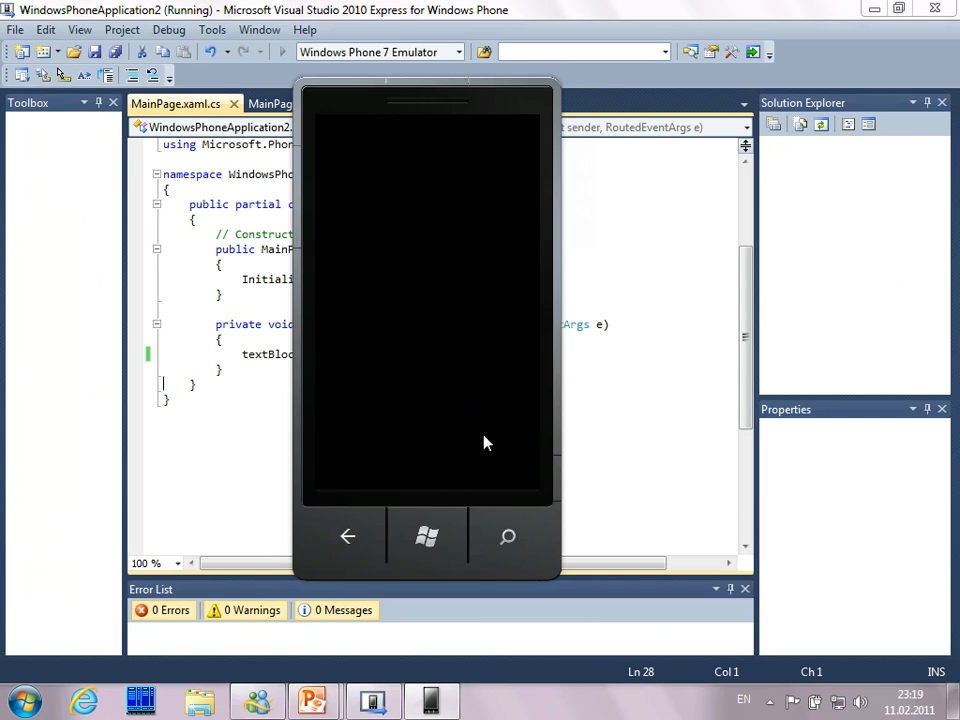 WindowsPhoneApplication2 (Running) - Microsoft Visual Studio 2010 Express for Windows Phone
File Edit View Project Debug Tools Window Help
Windows Phone 7 Emulator
Toolbox
MainPage.xaml.cs MainPag
Solution Explorer
WindowsPhoneApplication2. t sender, RoutedEventArgs e)
using Microsoft.Phon
namespace WindowsPho
{
public partial c
{
// Construct
public MainP
{
Initiali
}
private void tArgs e)
{
textBloc
}
}
}
Properties
100 %
Error List
0 Errors 0 Warnings 0 Messages
Ln 28 Col 1 Ch 1 INS
EN
23:19
11.02.2011